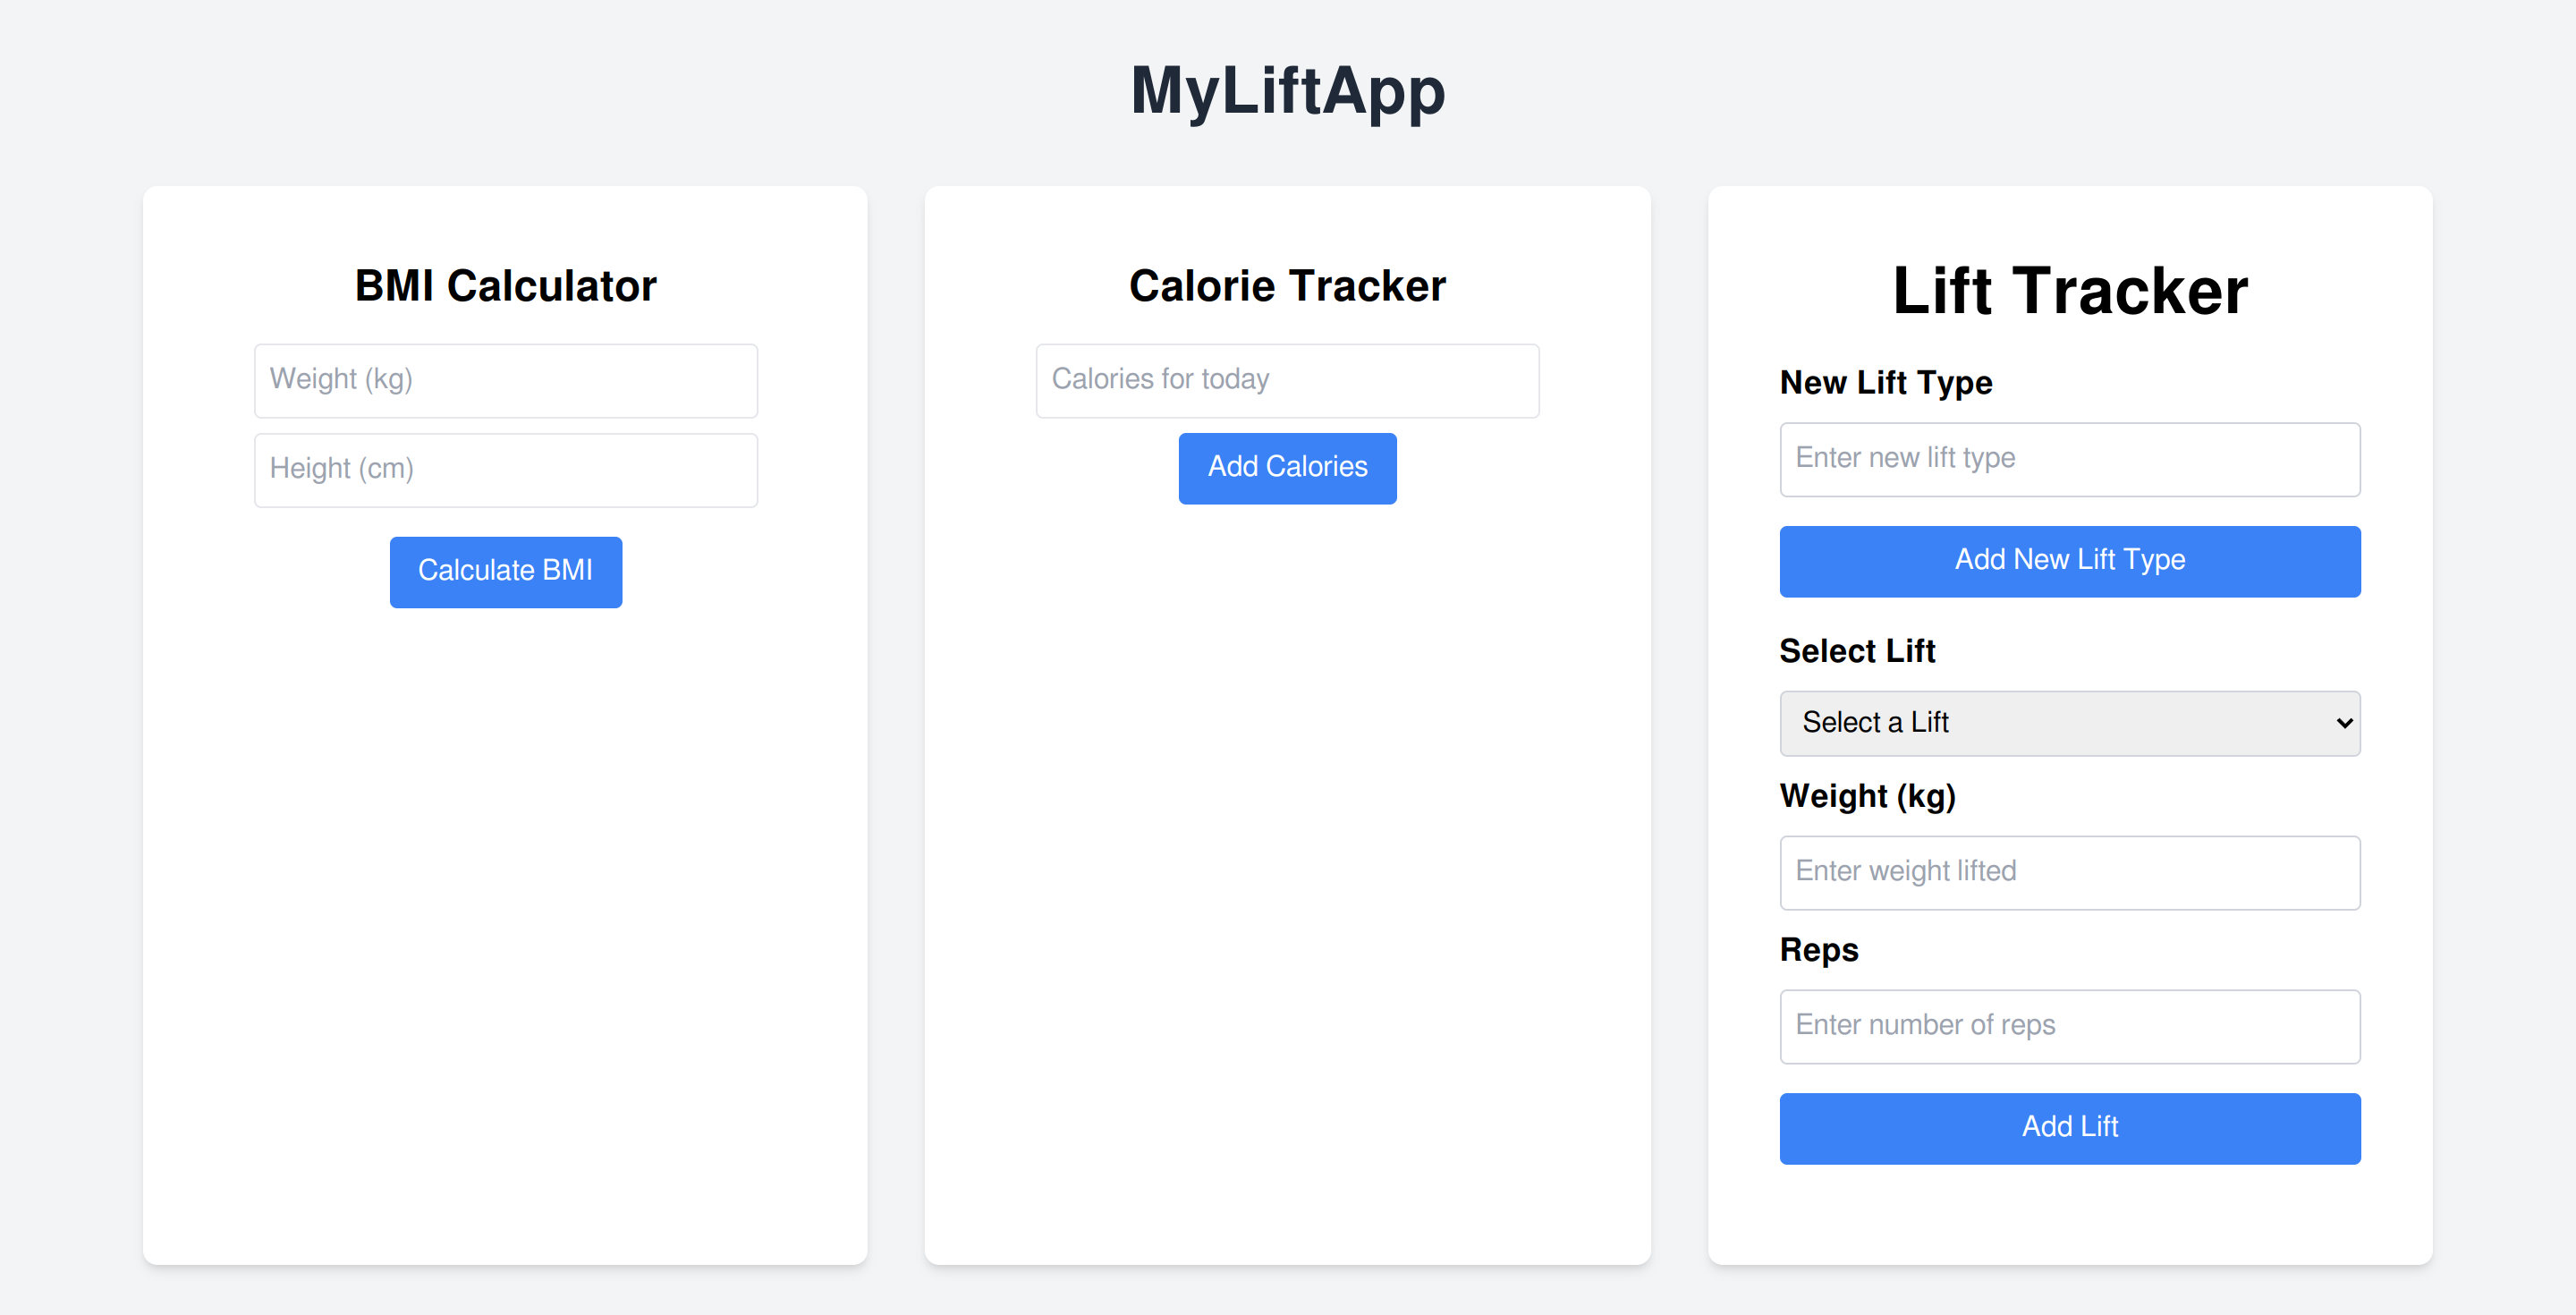 MyLiftApp
BMI Calculator
Weight (kg)
Height (cm)
Calculate BMI
Calorie Tracker
Calories for today
Add Calories
Lift Tracker
New Lift Type
Enter new lift type
Add New Lift Type
Select Lift
Select a Lift
Weight (kg)
Enter weight lifted
Reps
Enter number of reps
Add Lift